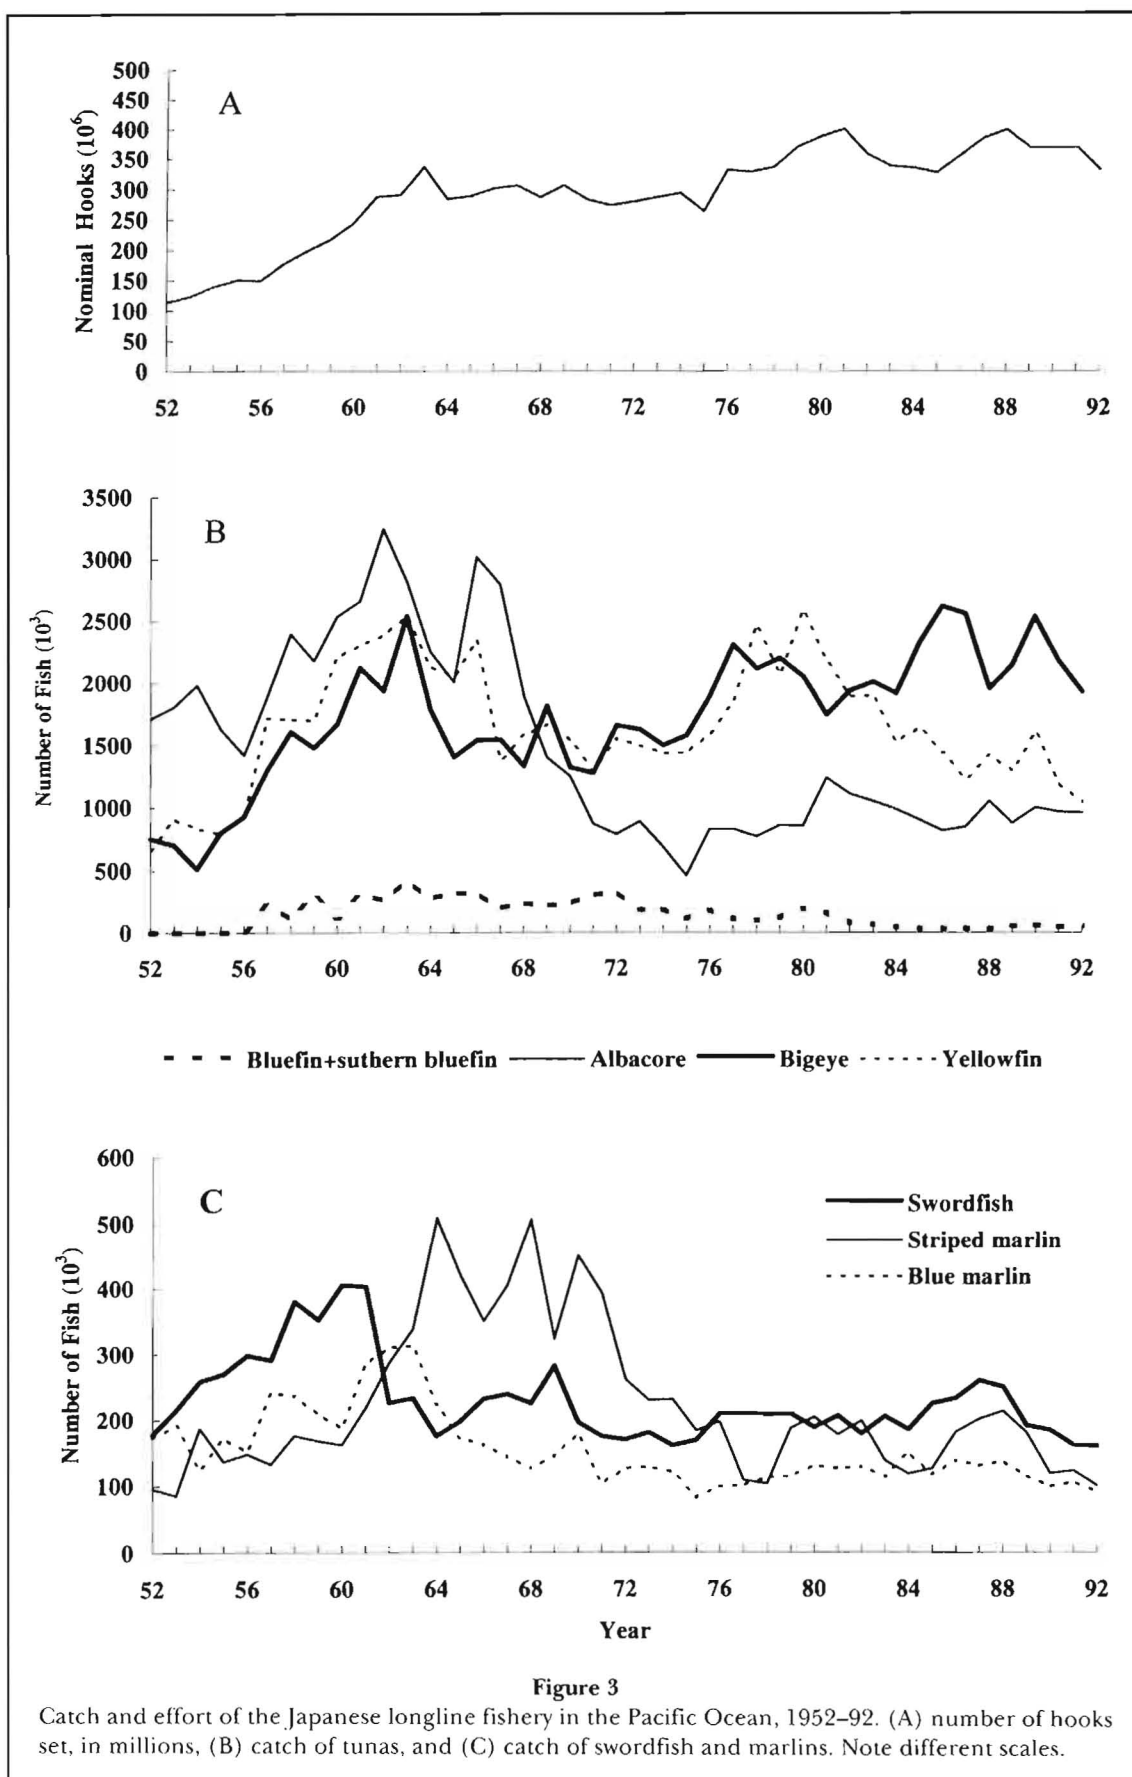 A
Nominal Hooks (10⁶)
500
450
400
350
300
250
200
150
100
50
0
52 56 60 64 68 72 76 80 84 88 92
B
Number of Fish (10³)
3500
3000
2500
2000
1500
1000
500
0
52 56 60 64 68 72 76 80 84 88 92
Bluefin+suthern bluefin Albacore Bigeye Yellowfin
C
Number of Fish (10³)
600
500
400
300
200
100
0
Swordfish
Striped marlin
Blue marlin
52 56 60 64 68 72 76 80 84 88 92
Year
Figure 3
Catch and effort of the Japanese longline fishery in the Pacific Ocean, 1952–92. (A) number of hooks
set, in millions, (B) catch of tunas, and (C) catch of swordfish and marlins. Note different scales.